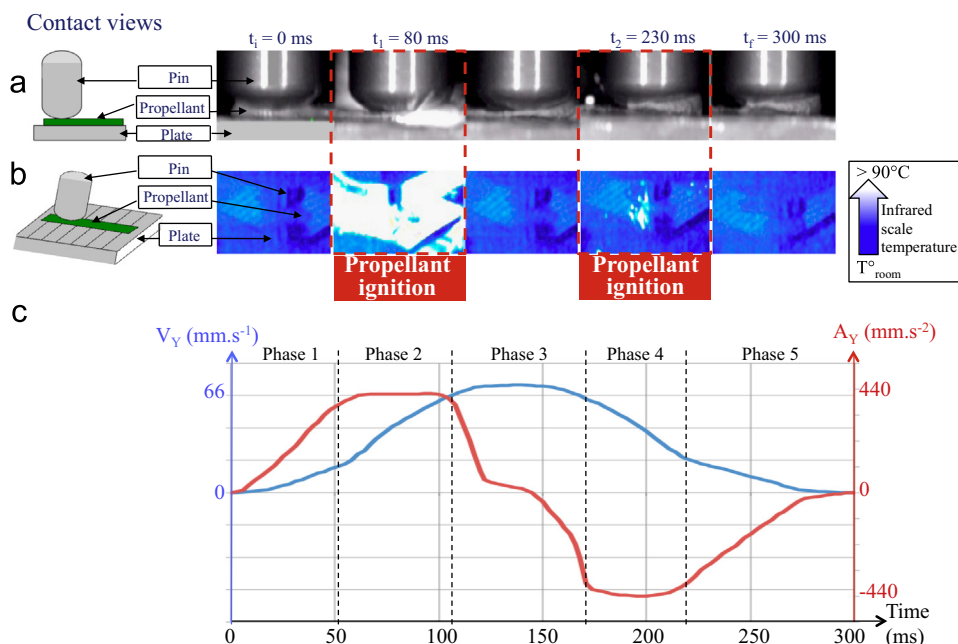 Contact views
tᵢ = 0 ms
t₁ = 80 ms
t₂ = 230 ms
t_f = 300 ms
a
Pin
Propellant
Plate
b
Pin
Propellant
Plate
> 90°C
Infrared
scale
temperature
T°room
Propellant
ignition
Propellant
ignition
c
V_Y (mm.s⁻¹)
A_Y (mm.s⁻²)
Phase 1
Phase 2
Phase 3
Phase 4
Phase 5
66
440
0
0
-440
Time
(ms)
0
50
100
150
200
250
300